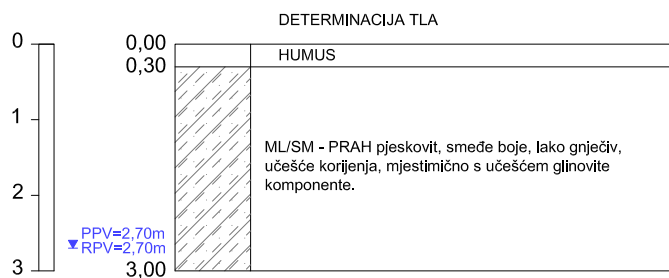 DETERMINACIJA TLA
0
0,00
HUMUS
0,30
1
ML/SM - PRAH pjeskovit, smeđe boje, lako gnječiv,
učešće korijenja, mjestimično s učešćem glinovite
komponente.
2
PPV=2,70m
RPV=2,70m
3
3,00